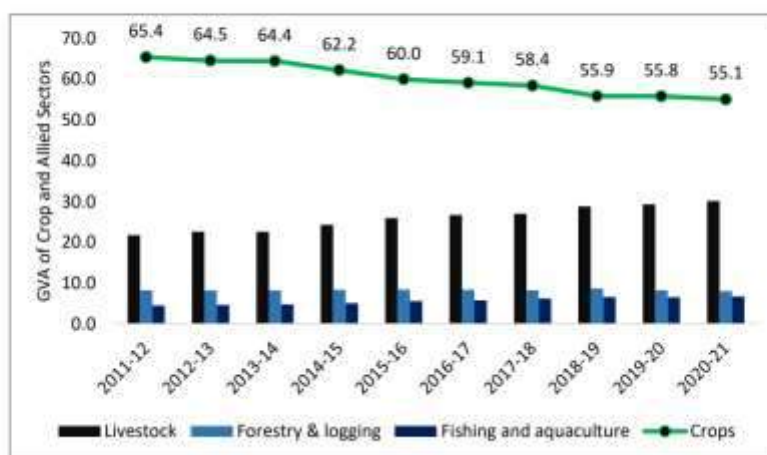 65.4 64.5 64.4 62.2 60.0 59.1 58.4 55.9 55.8 55.1
GVA of Crop and Allied Sectors
70.0
60.0
50.0
40.0
30.0
20.0
10.0
0.0
2011-12 2012-13 2013-14 2014-15 2015-16 2016-17 2017-18 2018-19 2019-20 2020-21
Livestock Forestry & logging Fishing and aquaculture Crops